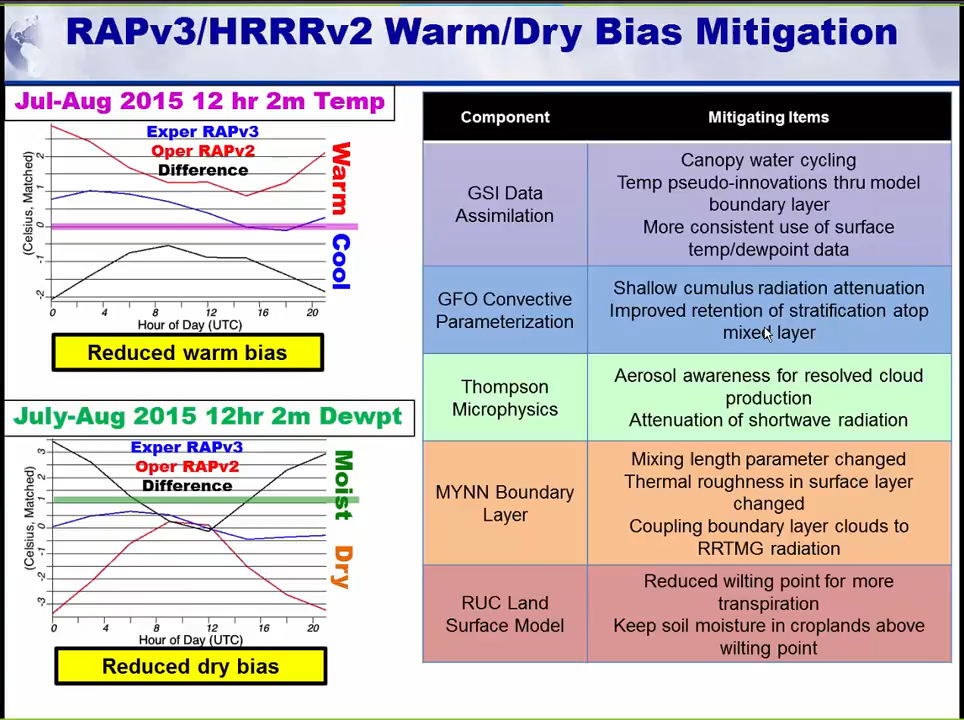 RAPv3/HRRRv2 Warm/Dry Bias Mitigation
Jul-Aug 2015 12 hr 2m Temp
Exper RAPv3
Oper RAPv2
Difference
(Celsius, Matched)
2
1
0
-1
-2
Warm
Cool
0 4 8 12 16 20
Hour of Day (UTC)
Reduced warm bias
July-Aug 2015 12hr 2m Dewpt
Exper RAPv3
Oper RAPv2
Difference
(Celsius, Matched)
3
2
1
0
-1
-2
-3
Moist
Dry
0 4 8 12 16 20
Hour of Day (UTC)
Reduced dry bias
Component
Mitigating Items
GSI Data
Assimilation
Canopy water cycling
Temp pseudo-innovations thru model
boundary layer
More consistent use of surface
temp/dewpoint data
GFO Convective
Parameterization
Shallow cumulus radiation attenuation
Improved retention of stratification atop
mixed layer
Thompson
Microphysics
Aerosol awareness for resolved cloud
production
Attenuation of shortwave radiation
MYNN Boundary
Layer
Mixing length parameter changed
Thermal roughness in surface layer
changed
Coupling boundary layer clouds to
RRTMG radiation
RUC Land
Surface Model
Reduced wilting point for more
transpiration
Keep soil moisture in croplands above
wilting point